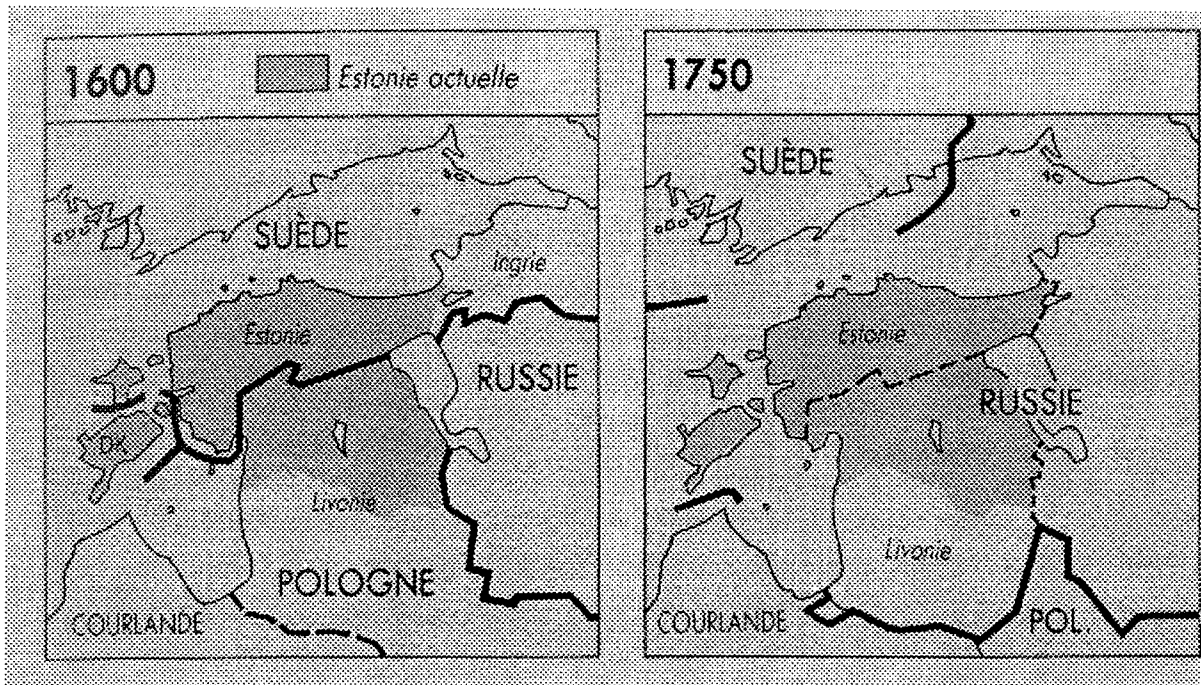 1600
Estonie actuelle
SUÈDE
Ingrie
Estonie
RUSSIE
DK
Livonie
POLOGNE
COURLANDE
1750
SUÈDE
Estonie
RUSSIE
Livonie
COURLANDE
POL.